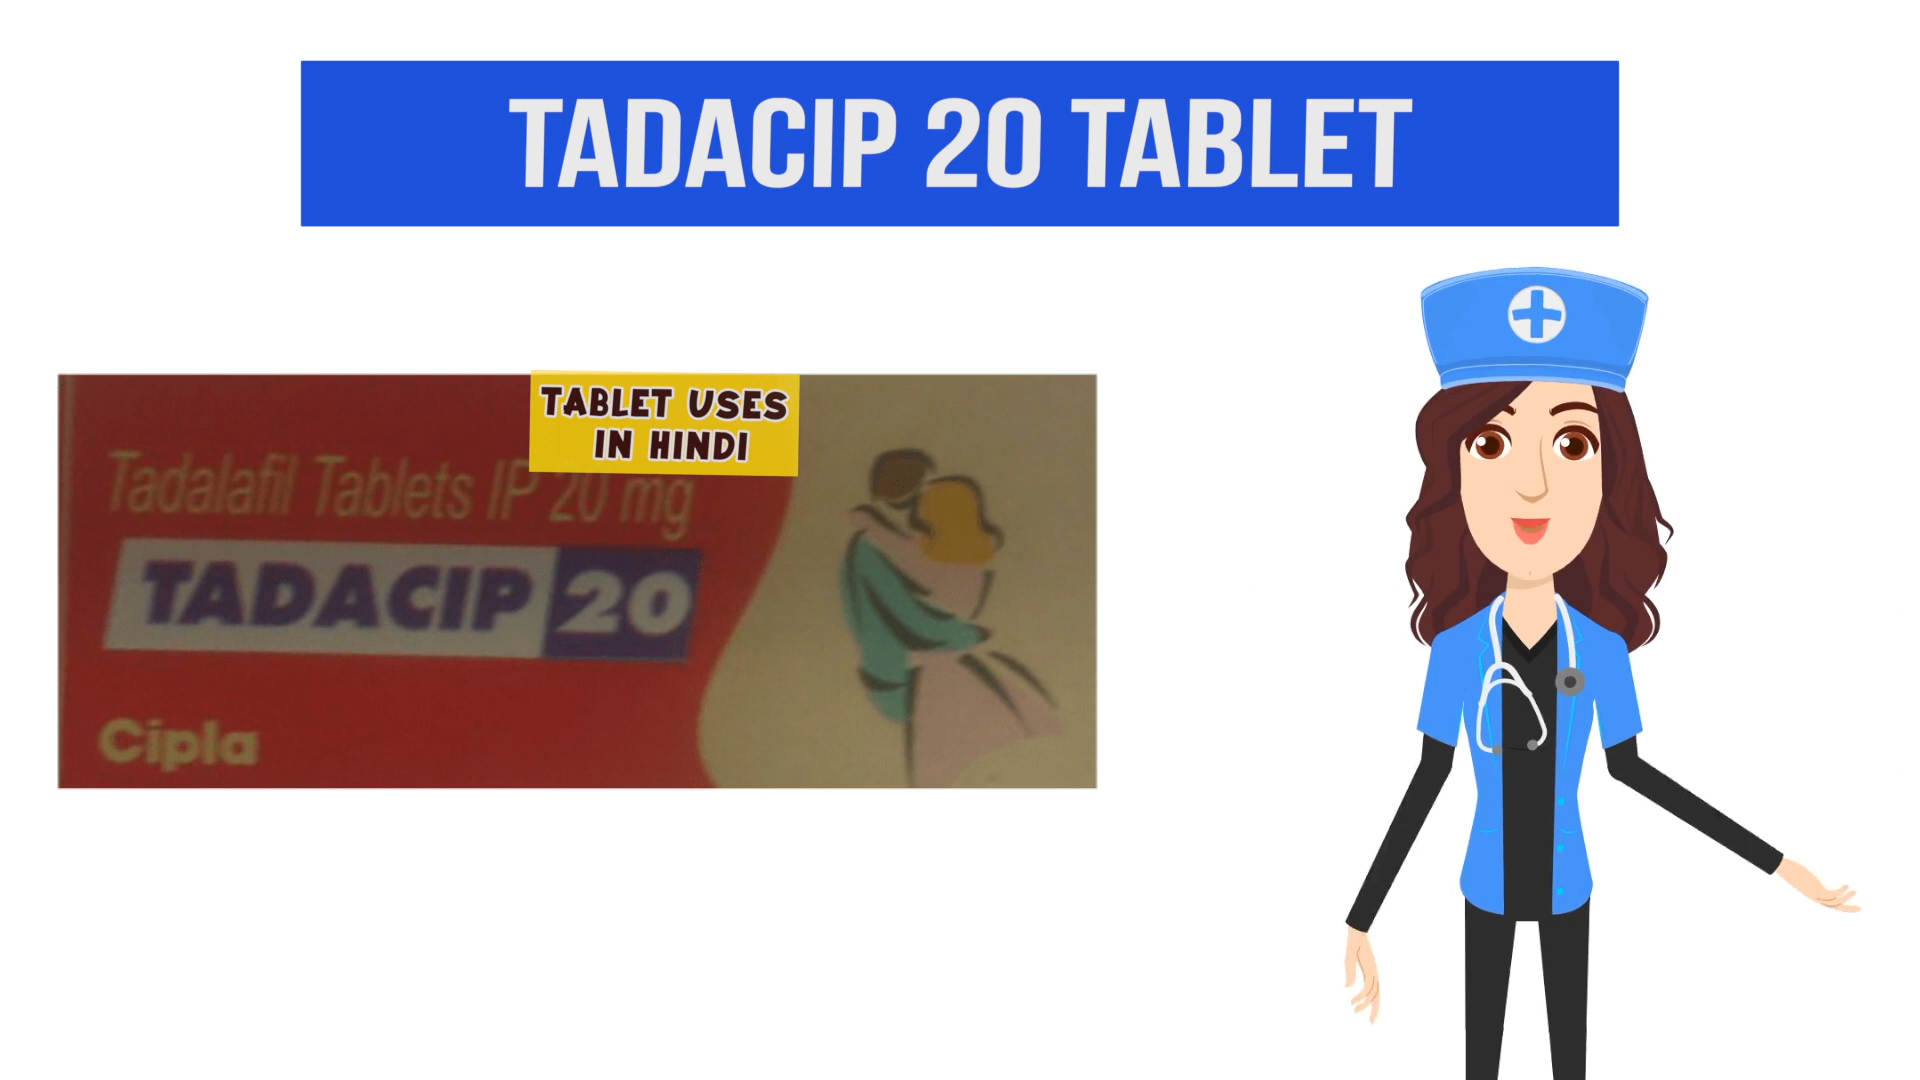 TADACIP 20 TABLET
TABLET USES
IN HINDI
Tadalafil Tablets IP 20 mg
TADACIP 20
Cipla